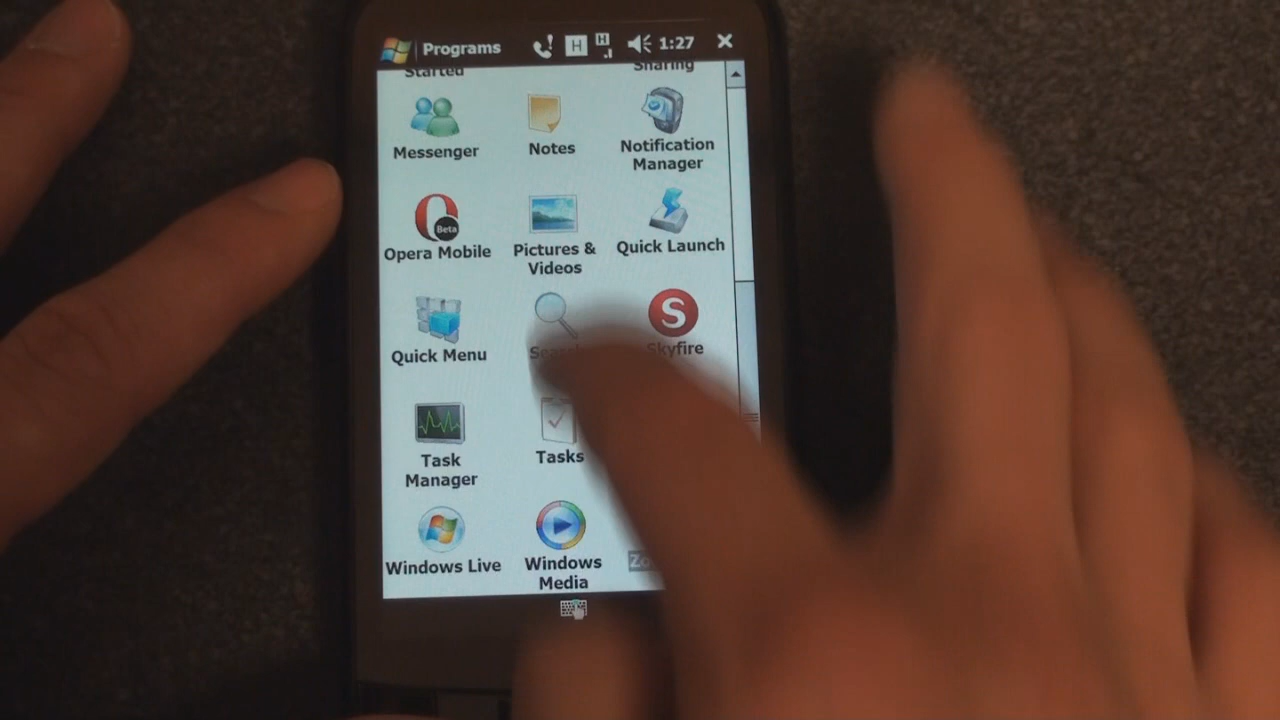 Programs H H 1:27
Started Sharing
Messenger Notes Notification
Manager
Beta
Opera Mobile Pictures & Quick Launch
Videos
S
Quick Menu Search Skyfire
Task Tasks
Manager
Windows Live Windows
Media